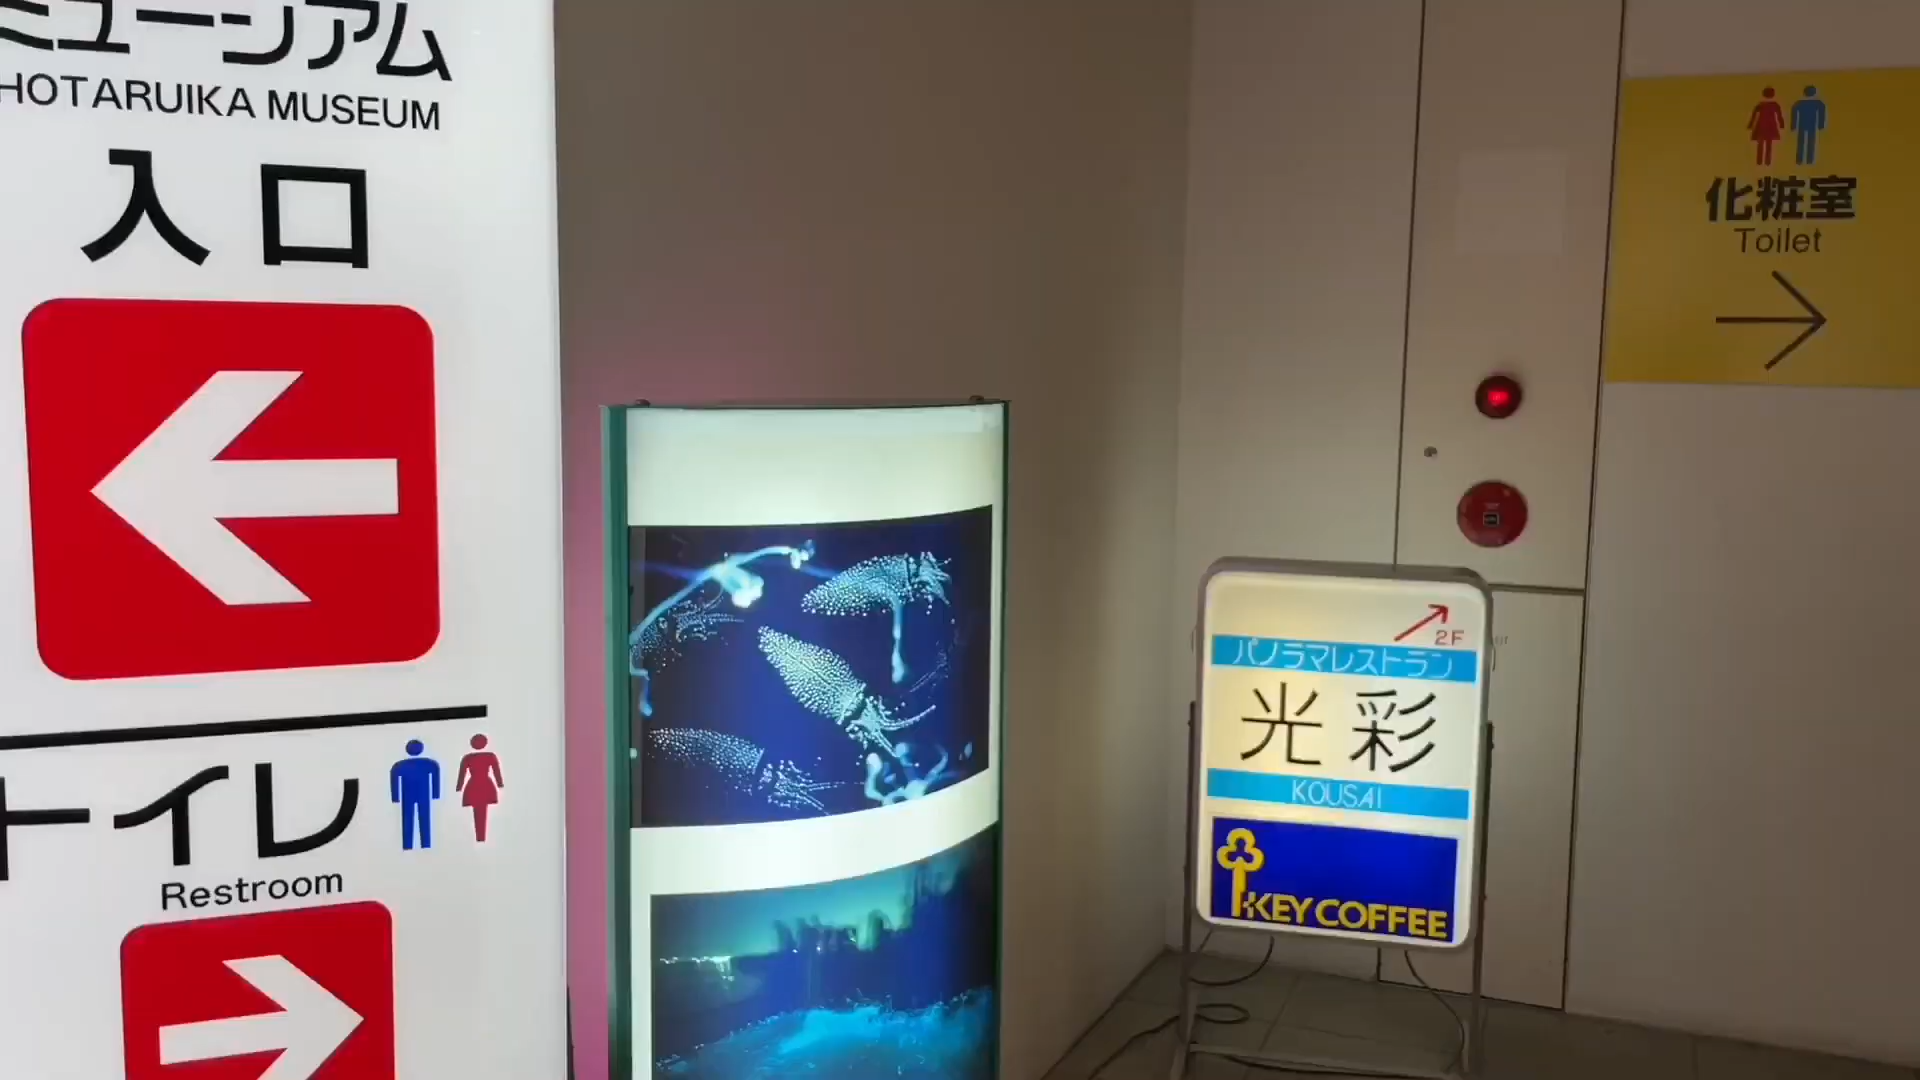 ミュージアム
HOTARUIKA MUSEUM
入口
トイレ
Restroom
2F
パノラマレストラン
光彩
KOUSAI
KEY COFFEE
化粧室
Toilet